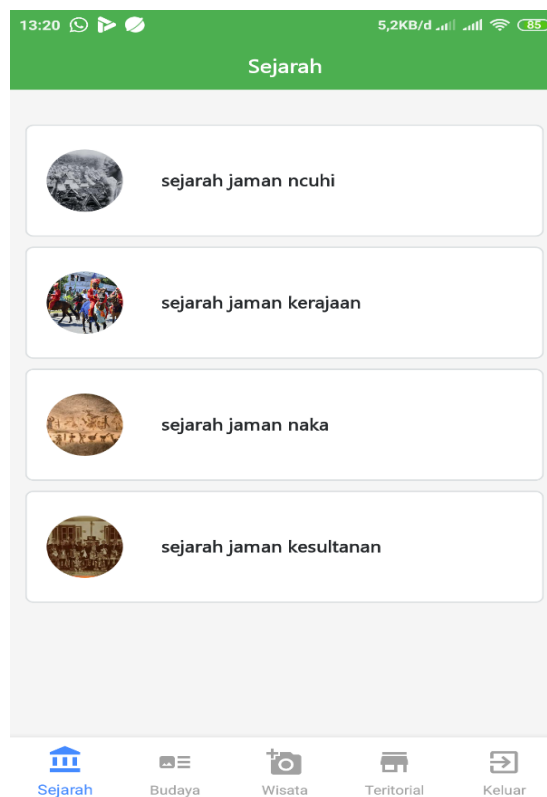 13:20 5,2KB/d 85
Sejarah
sejarah jaman ncuhi
sejarah jaman kerajaan
sejarah jaman naka
sejarah jaman kesultanan
Sejarah Budaya Wisata Teritorial Keluar